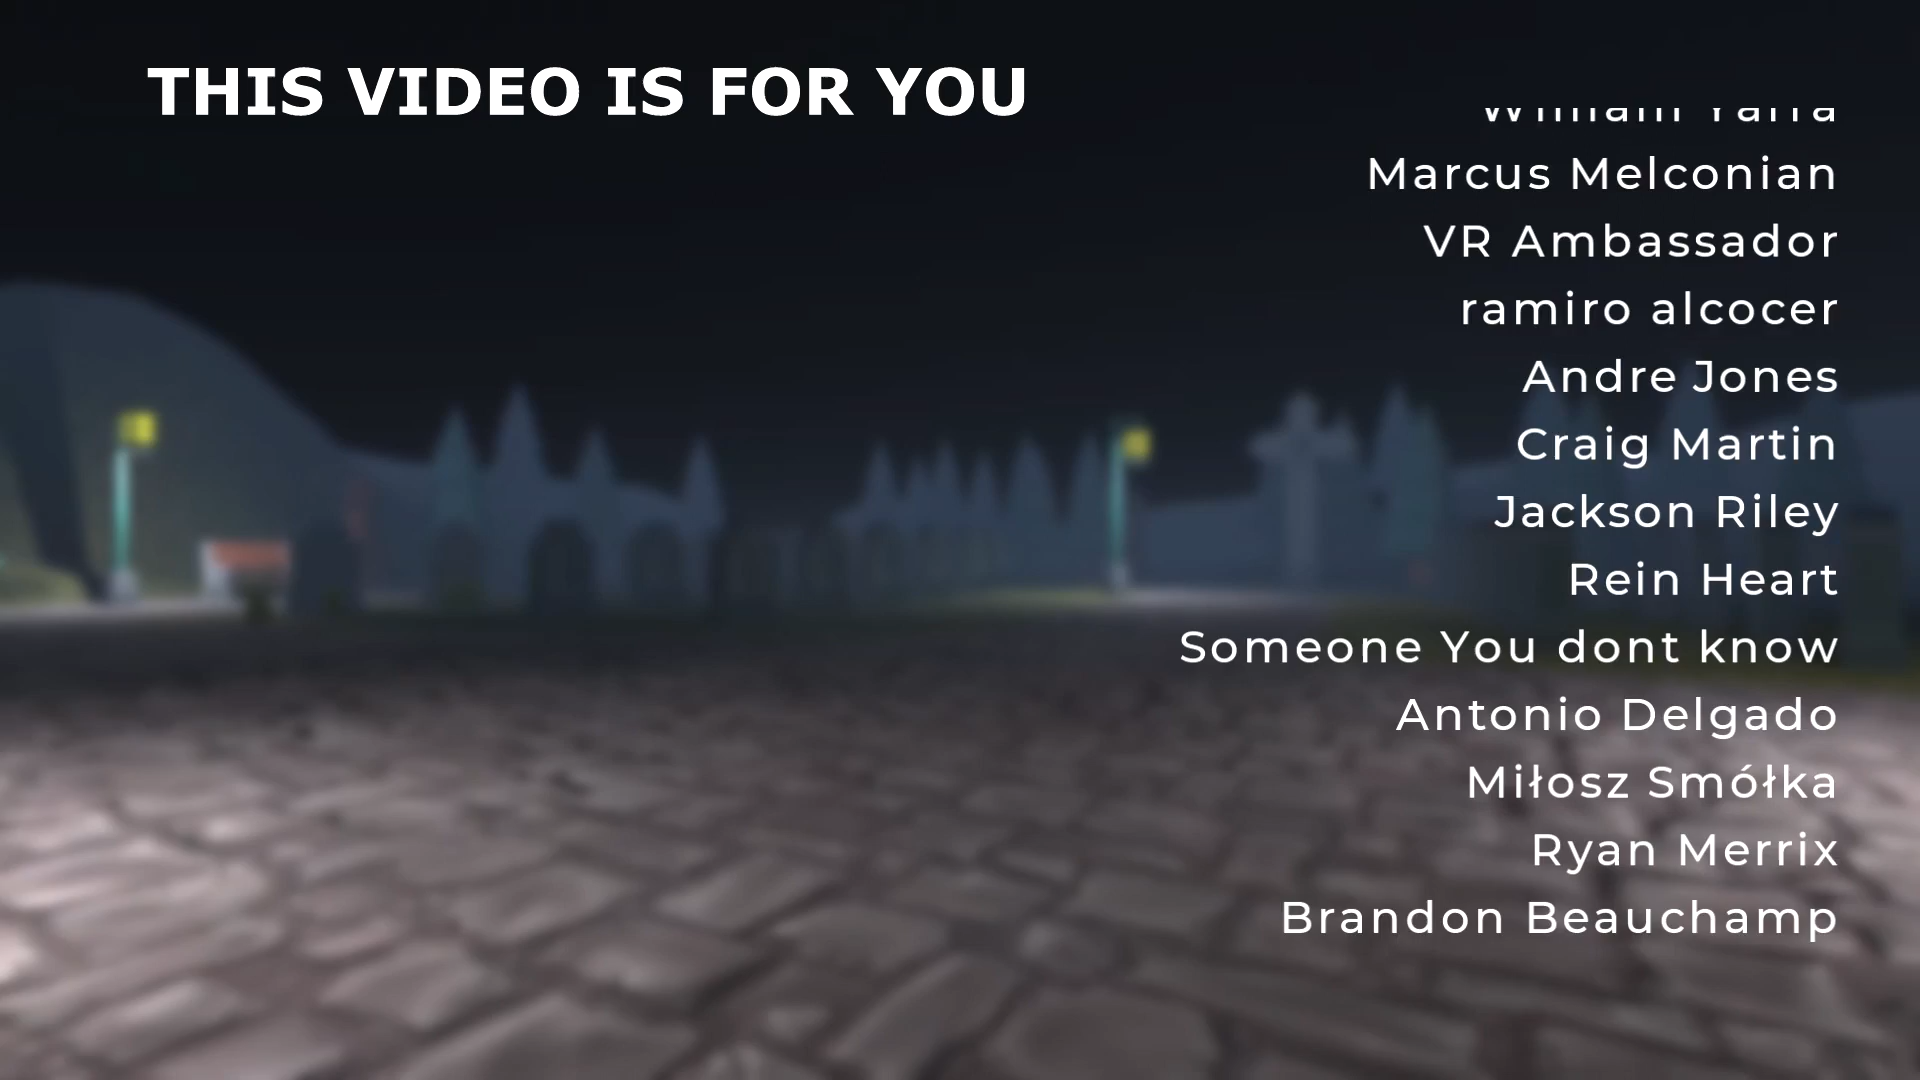 THIS VIDEO IS FOR YOU
Marcus Melconian
VR Ambassador
ramiro alcocer
Andre Jones
Craig Martin
Jackson Riley
Rein Heart
Someone You dont know
Antonio Delgado
Miłosz Smółka
Ryan Merrix
Brandon Beauchamp